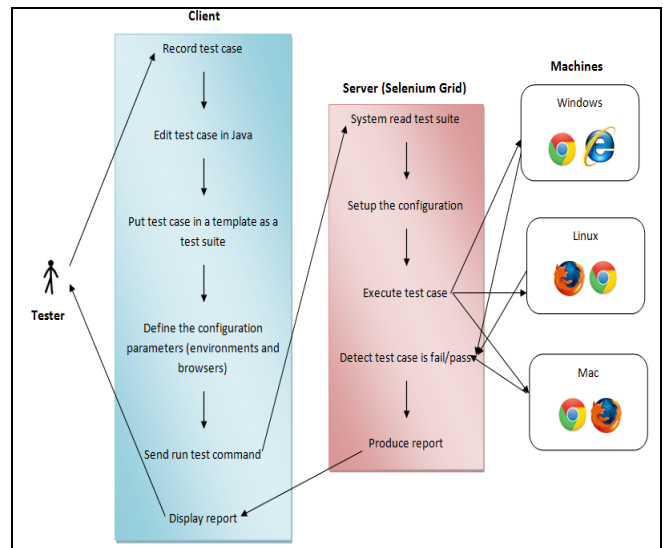 Client
Record test case
Edit test case in Java
Put test case in a template as a
test suite
Define the configuration
parameters (environments and
browsers)
Send run test command
Display report
Tester
Server (Selenium Grid)
System read test suite
Setup the configuration
Execute test case
Detect test case is fail/pass
Produce report
Machines
Windows
Linux
Mac